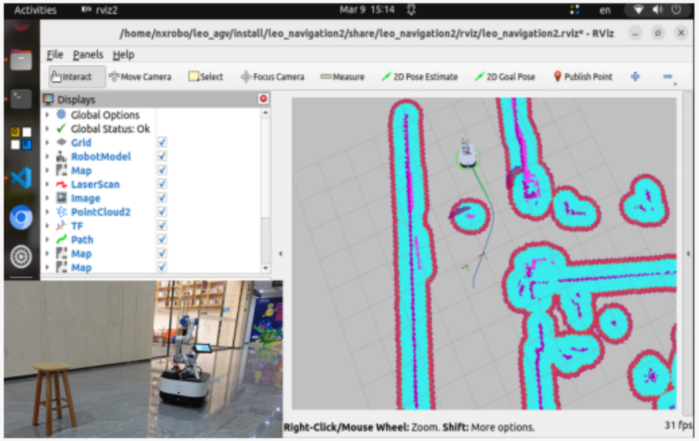 Activities rviz2 Mar 9 15:14 en
/home/nxrobo/leo_agv/install/leo_navigation2/share/leo_navigation2/rviz/leo_navigation2.rviz* - RViz
File Panels Help
Interact Move Camera Select Focus Camera Measure 2D Pose Estimate 2D Goal Pose Publish Point
Displays
Global Options
Global Status: Ok
Grid
RobotModel
Map
LaserScan
Image
PointCloud2
TF
Path
Map
Map
Right-Click/Mouse Wheel: Zoom. Shift: More options. 31 fps